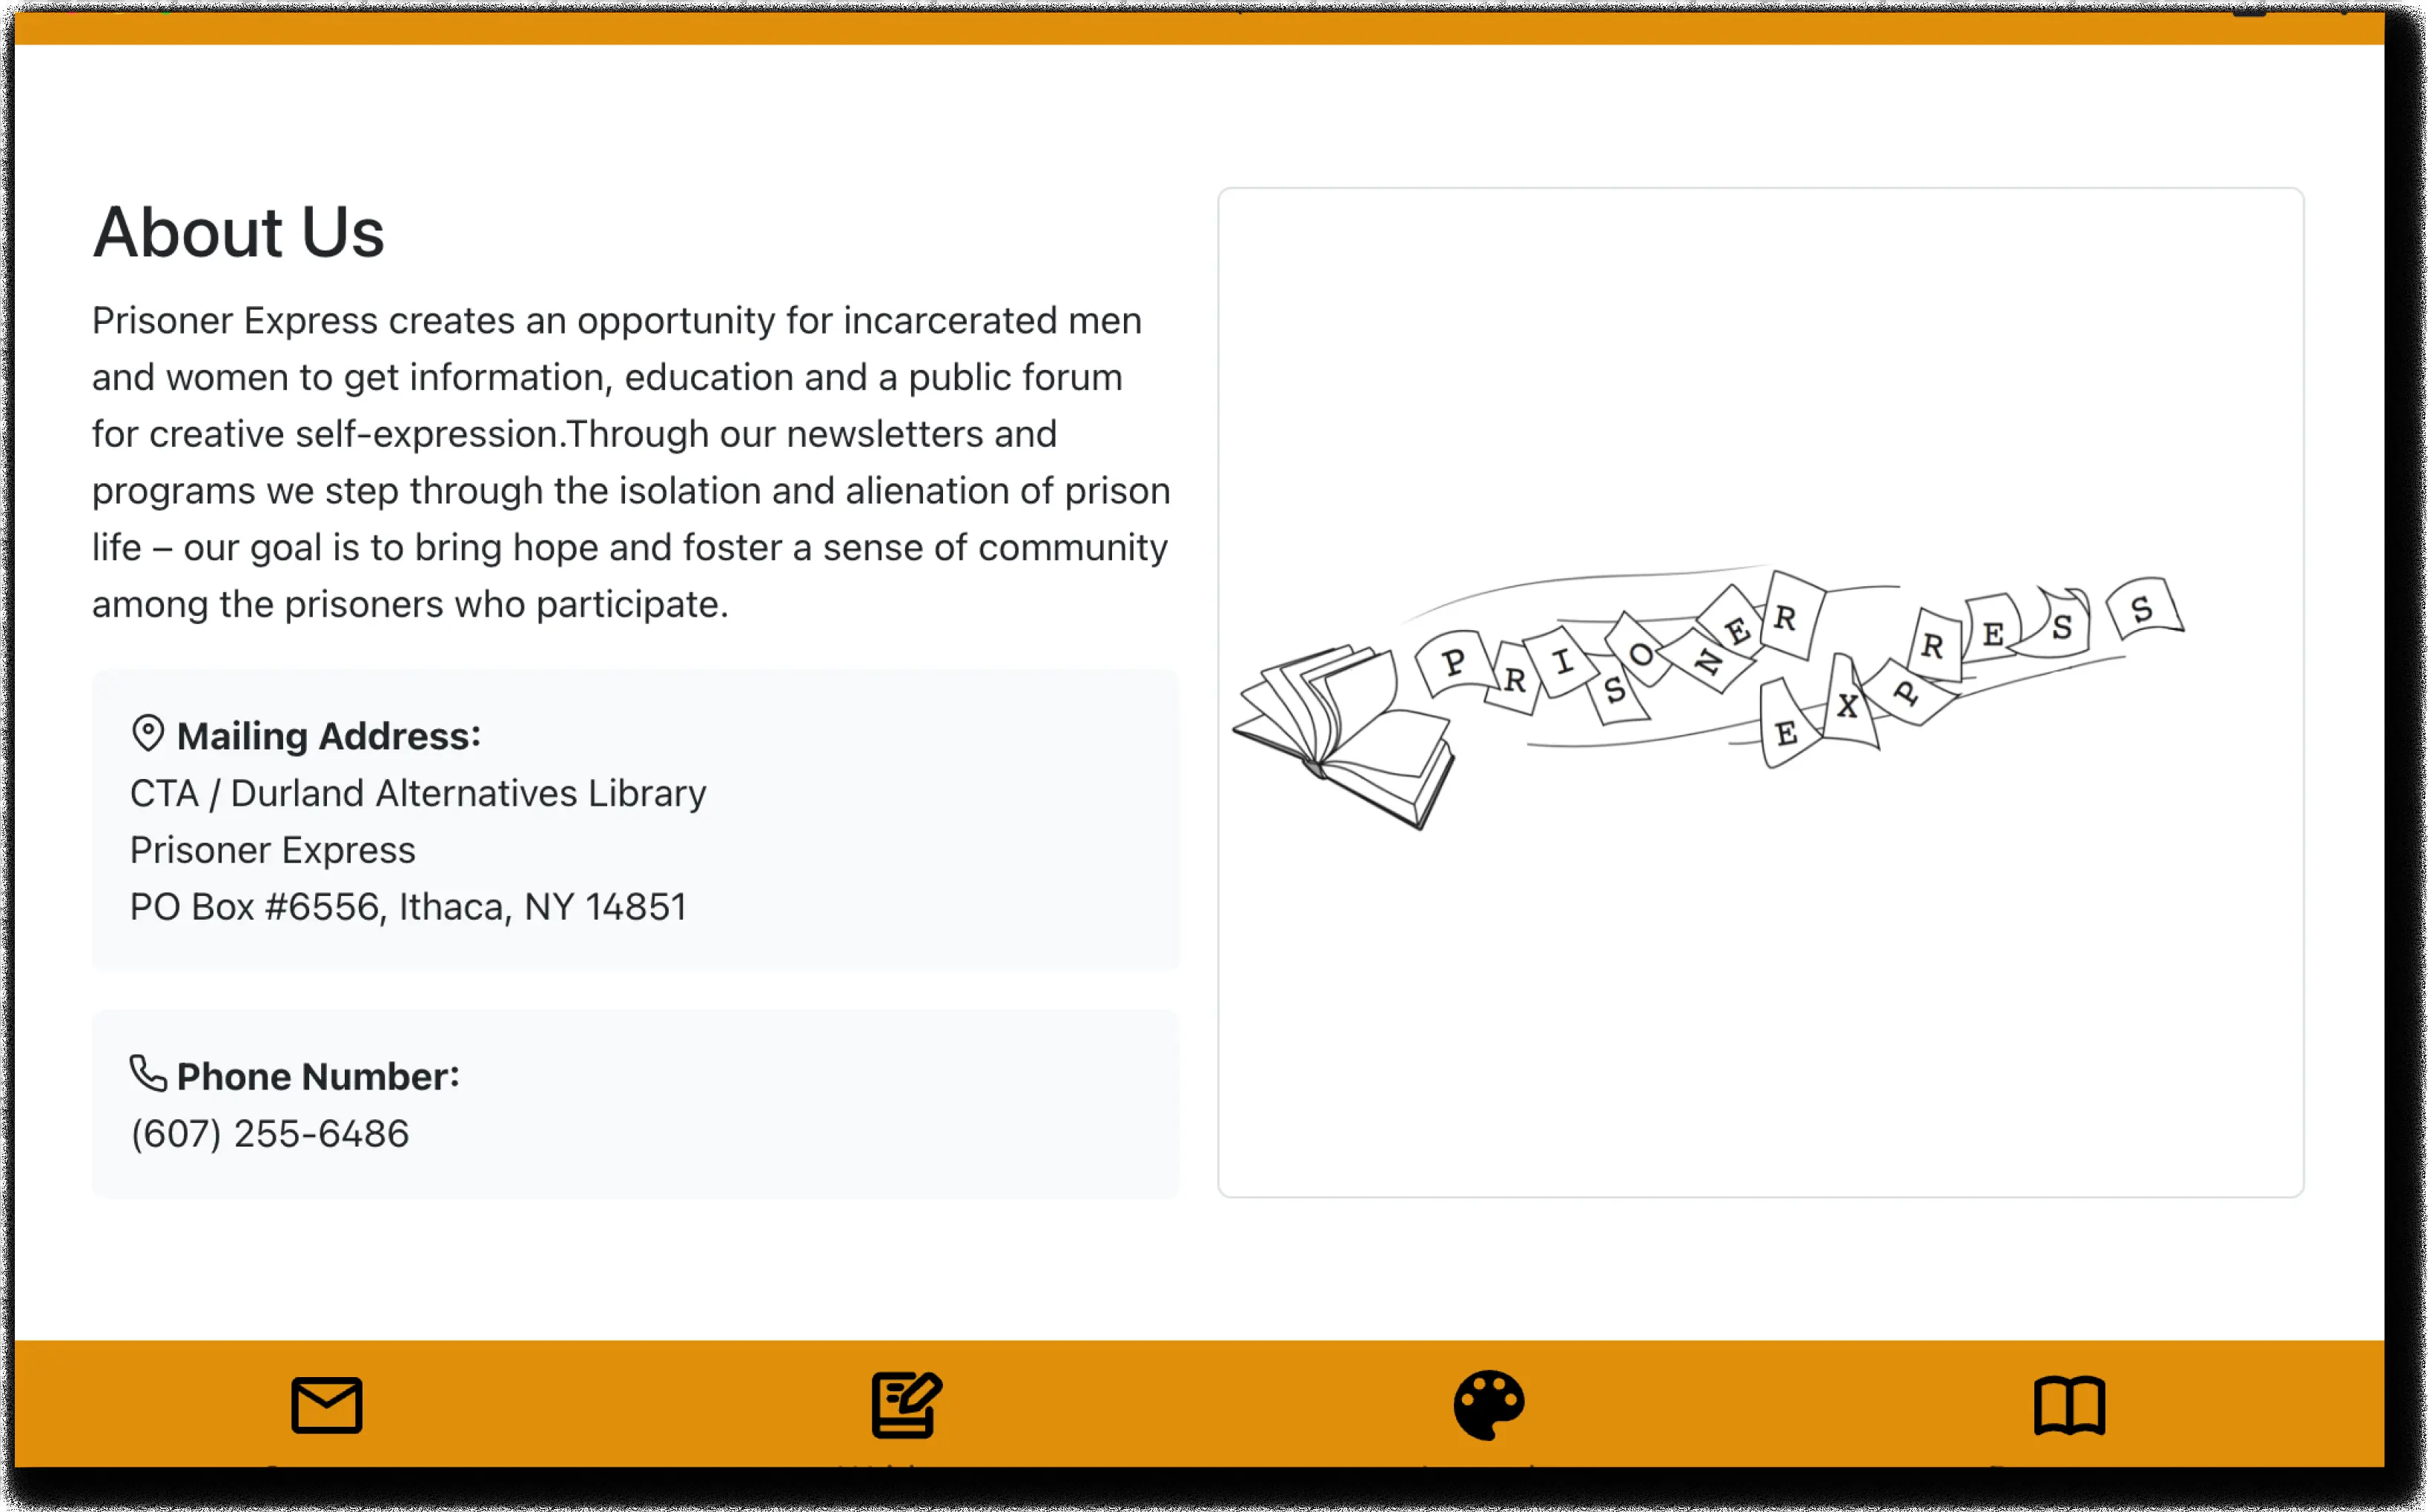 About Us
Prisoner Express creates an opportunity for incarcerated men
and women to get information, education and a public forum
for creative self-expression.Through our newsletters and
programs we step through the isolation and alienation of prison
life – our goal is to bring hope and foster a sense of community
among the prisoners who participate.
Mailing Address:
CTA / Durland Alternatives Library
Prisoner Express
PO Box #6556, Ithaca, NY 14851
Phone Number:
(607) 255-6486
PRISONER
EXPRESS